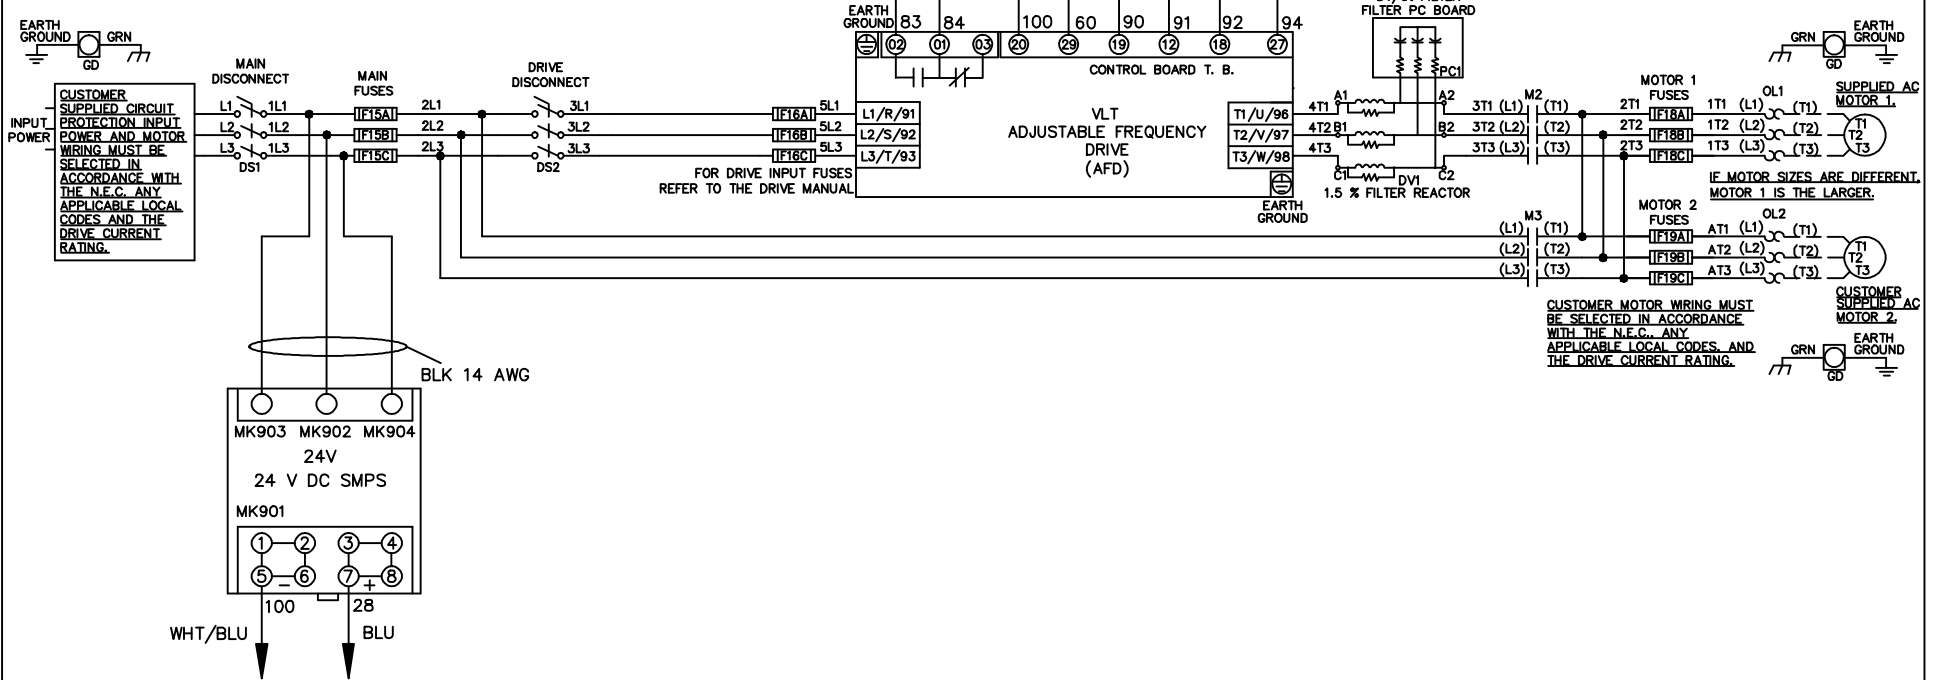 EARTH
GROUND
GRN
GD
CUSTOMER
SUPPLIED CIRCUIT
PROTECTION INPUT
POWER AND MOTOR
WIRING MUST BE
SELECTED IN
ACCORDANCE WITH
THE N.E.C. ANY
APPLICABLE LOCAL
CODES AND THE
DRIVE CURRENT
RATING.
INPUT
POWER
MAIN
DISCONNECT
L1 1L1
L2 1L2
L3 1L3
DS1
MAIN
FUSES
F15A 2L1
F15B 2L2
F15C 2L3
DRIVE
DISCONNECT
3L1
3L2
3L3
DS2
F16A 5L1
F16B 5L2
F16C 5L3
FOR DRIVE INPUT FUSES
REFER TO THE DRIVE MANUAL
EARTH
GROUND
83 84 100 60 90 91 92 94
02 01 03 20 29 19 12 18 27
CONTROL BOARD T. B.
L1/R/91
L2/S/92
L3/T/93
VLT
ADJUSTABLE FREQUENCY
DRIVE
(AFD)
T1/U/96
T2/V/97
T3/W/98
EARTH
GROUND
FILTER PC BOARD
PC1
4T1 A1 A2
4T2 B1 B2
4T3
C1 DV1 C2
1.5 % FILTER REACTOR
M2
3T1 (L1) (T1)
3T2 (L2) (T2)
3T3 (L3) (T3)
MOTOR 1
FUSES
2T1 F18A 1T1 (L1) (T1)
2T2 F18B 1T2 (L2) (T2)
2T3 F18C 1T3 (L3) (T3)
OL1
GRN
GD
EARTH
GROUND
SUPPLIED AC
MOTOR 1.
T1
T2
T3
IF MOTOR SIZES ARE DIFFERENT,
MOTOR 1 IS THE LARGER.
M3
(L1) (T1)
(L2) (T2)
(L3) (T3)
MOTOR 2
FUSES
F19A AT1 (L1) (T1)
F19B AT2 (L2) (T2)
F19C AT3 (L3) (T3)
OL2
T1
T2
T3
CUSTOMER
SUPPLIED AC
MOTOR 2.
CUSTOMER MOTOR WIRING MUST
BE SELECTED IN ACCORDANCE
WITH THE N.E.C., ANY
APPLICABLE LOCAL CODES, AND
THE DRIVE CURRENT RATING.
GRN
GD
EARTH
GROUND
BLK 14 AWG
MK903 MK902 MK904
24V
24 V DC SMPS
MK901
1 2 3 4
5 6 7 8
− +
100 28
WHT/BLU BLU